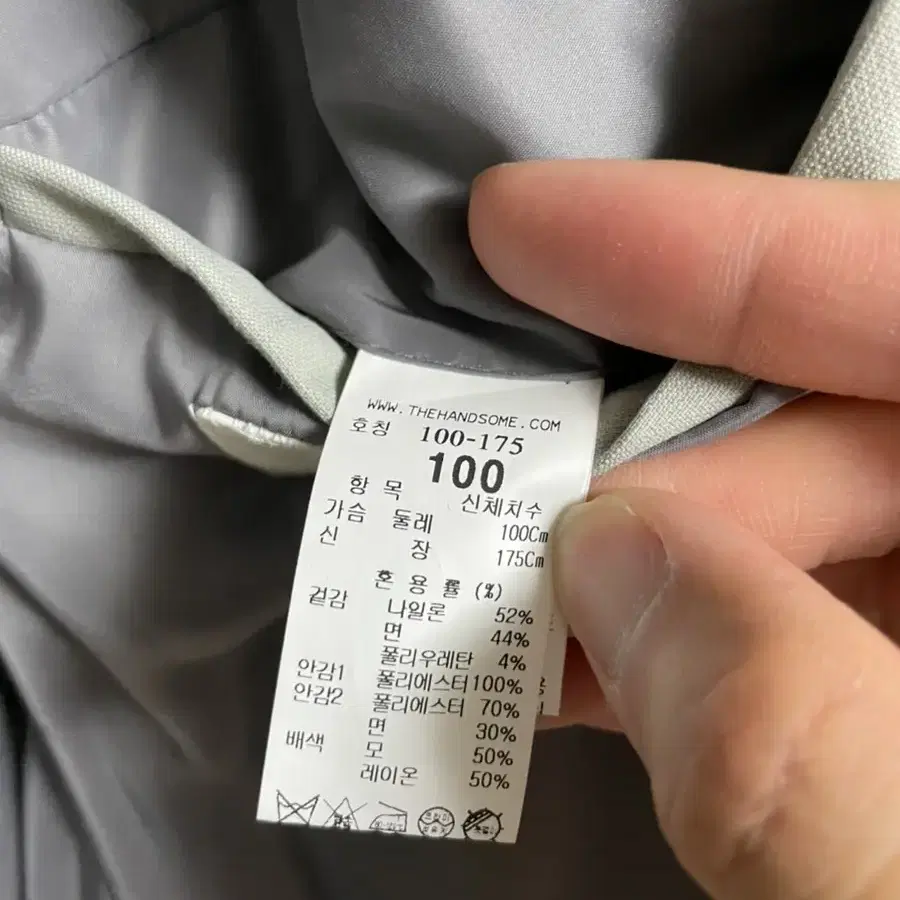 WWW.THEHANDSOME.COM
호칭 100-175
100
항 목 신체치수
가슴 둘레 100Cm
신 장 175Cm
혼 용 률 (%)
겉감 나일론 52%
면 44%
폴리우레탄 4%
안감1 폴리에스터 100%
안감2 폴리에스터 70%
면 30%
배색 모 50%
레이온 50%